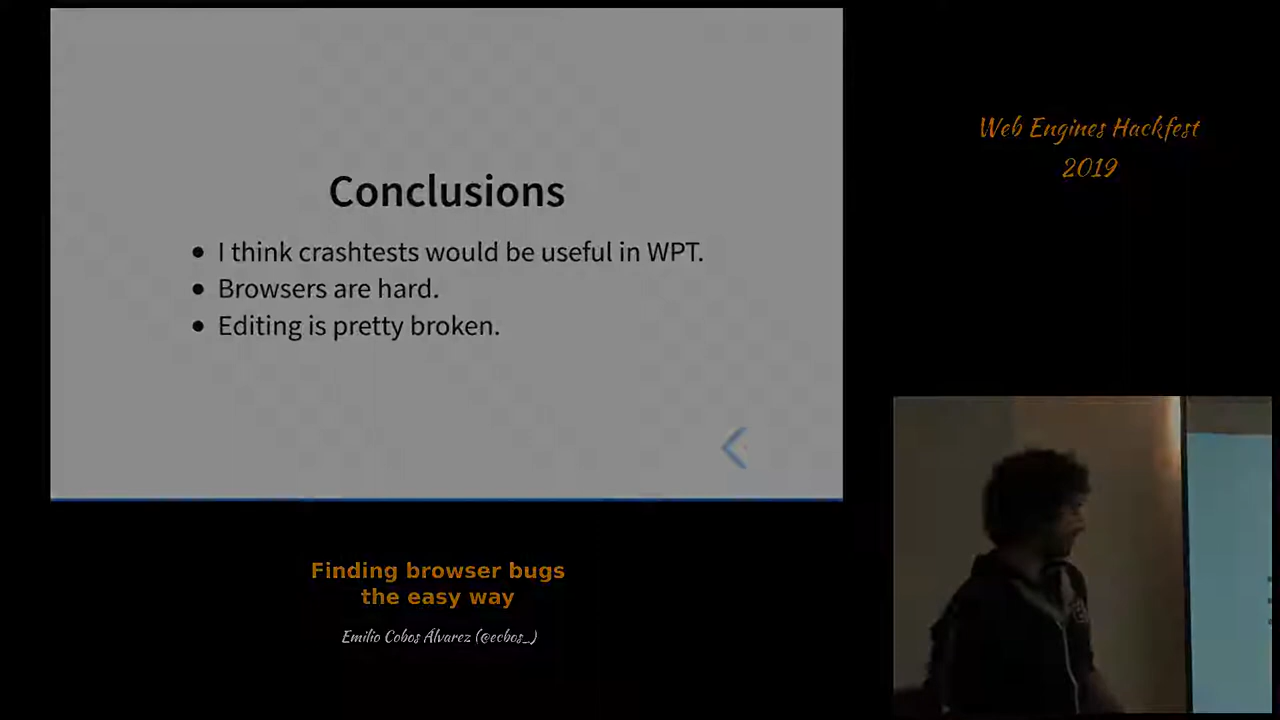 Conclusions
I think crashtests would be useful in WPT.
Browsers are hard.
Editing is pretty broken.
Web Engines Hackfest
2019
Finding browser bugs
the easy way
Emilio Cobos Álvarez (@ecbos_)